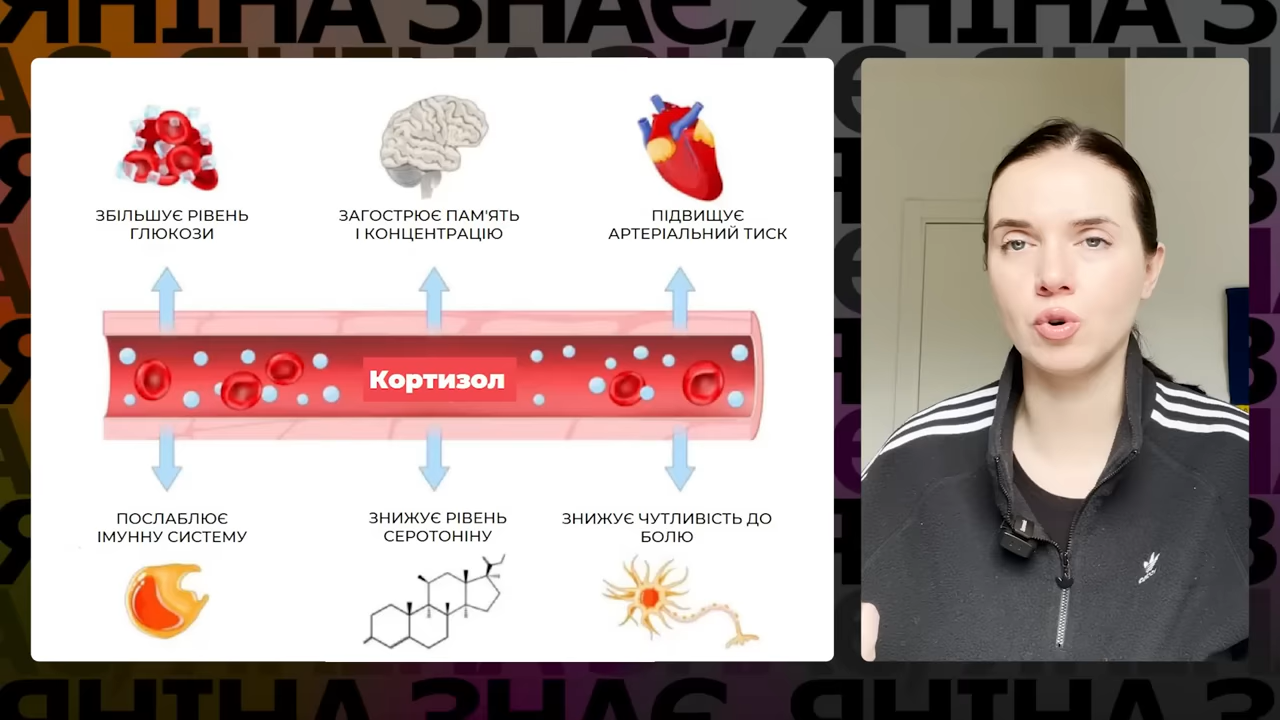 ЯНІНА ЗНАЄ, ЯНІНА З
ЗБІЛЬШУЄ РІВЕНЬ
ГЛЮКОЗИ
ЗАГОСТРЮЄ ПАМ'ЯТЬ
І КОНЦЕНТРАЦІЮ
ПІДВИЩУЄ
АРТЕРІАЛЬНИЙ ТИСК
Кортизол
ПОСЛАБЛЮЄ
ІМУННУ СИСТЕМУ
ЗНИЖУЄ РІВЕНЬ
СЕРОТОНІНУ
ЗНИЖУЄ ЧУТЛИВІСТЬ ДО
БОЛЮ
ЯНІНА ЗНАЄ, ЯНІНА З